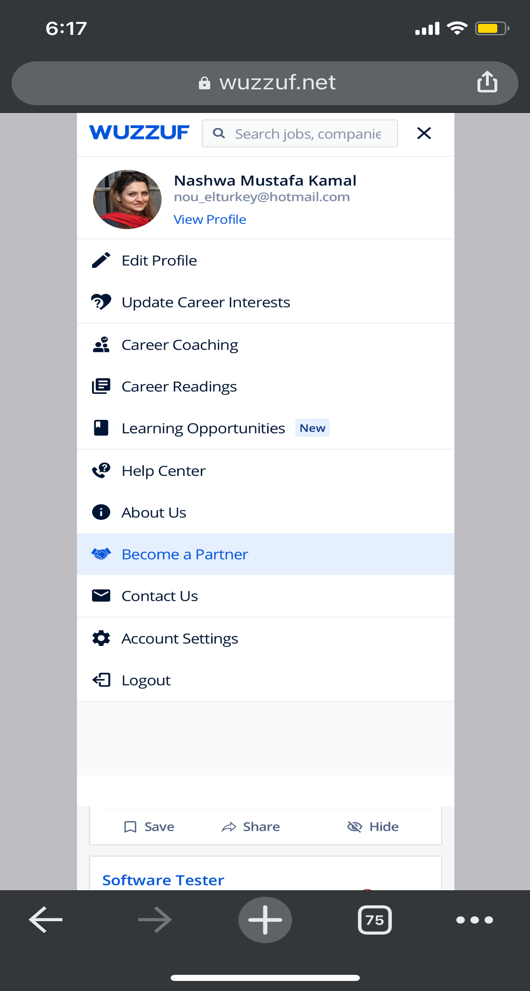 6:17
wuzzuf.net
WUZZUF
Search jobs, companie
Nashwa Mustafa Kamal
nou_elturkey@hotmail.com
View Profile
Edit Profile
Update Career Interests
Career Coaching
Career Readings
Learning Opportunities New
Help Center
About Us
Become a Partner
Contact Us
Account Settings
Logout
Save Share Hide
Software Tester
75